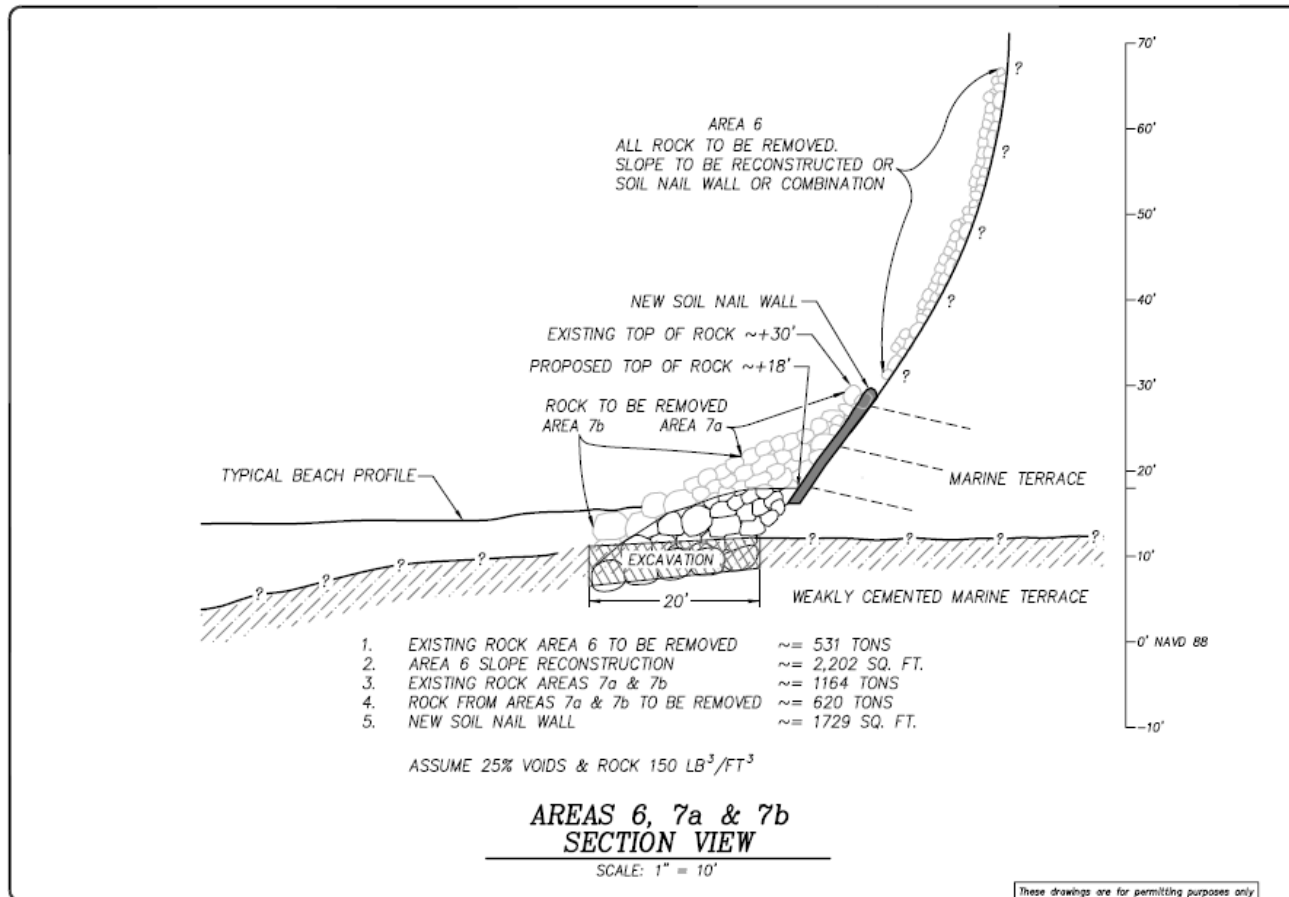 70'
?
AREA 6
ALL ROCK TO BE REMOVED.
SLOPE TO BE RECONSTRUCTED OR
SOIL NAIL WALL OR COMBINATION
60'
?
50'
?
NEW SOIL NAIL WALL
40'
?
EXISTING TOP OF ROCK ~+30'
PROPOSED TOP OF ROCK ~+18'
?
30'
ROCK TO BE REMOVED
AREA 7b AREA 7a
TYPICAL BEACH PROFILE
MARINE TERRACE
20'
? ? ? ? ? ? ? ?
EXCAVATION
10'
20'
WEAKLY CEMENTED MARINE TERRACE
0' NAVD 88
1. EXISTING ROCK AREA 6 TO BE REMOVED ~= 531 TONS
2. AREA 6 SLOPE RECONSTRUCTION ~= 2,202 SQ. FT.
3. EXISTING ROCK AREAS 7a & 7b ~= 1164 TONS
4. ROCK FROM AREAS 7a & 7b TO BE REMOVED ~= 620 TONS
5. NEW SOIL NAIL WALL ~= 1729 SQ. FT.
-10'
ASSUME 25% VOIDS & ROCK 150 LB³/FT³
AREAS 6, 7a & 7b
SECTION VIEW
SCALE: 1" = 10'
These drawings are for permitting purposes only